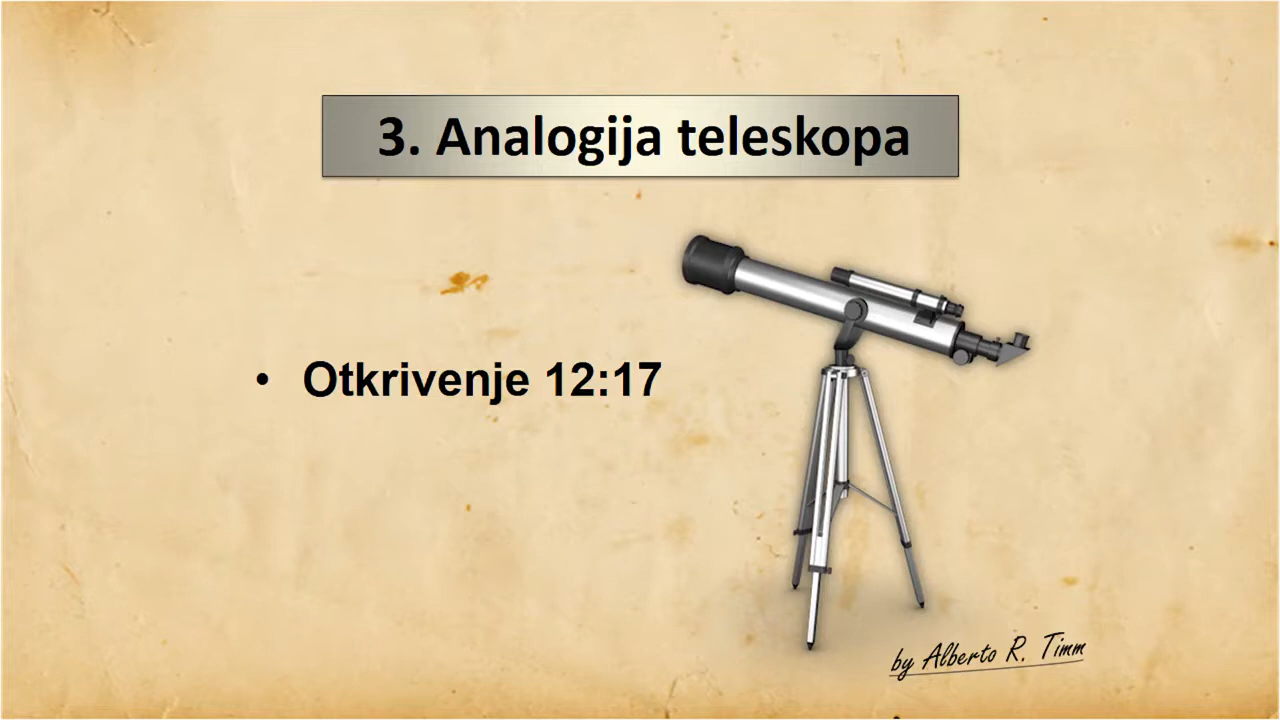 3. Analogija teleskopa
• Otkrivenje 12:17
by Alberto R. Timm